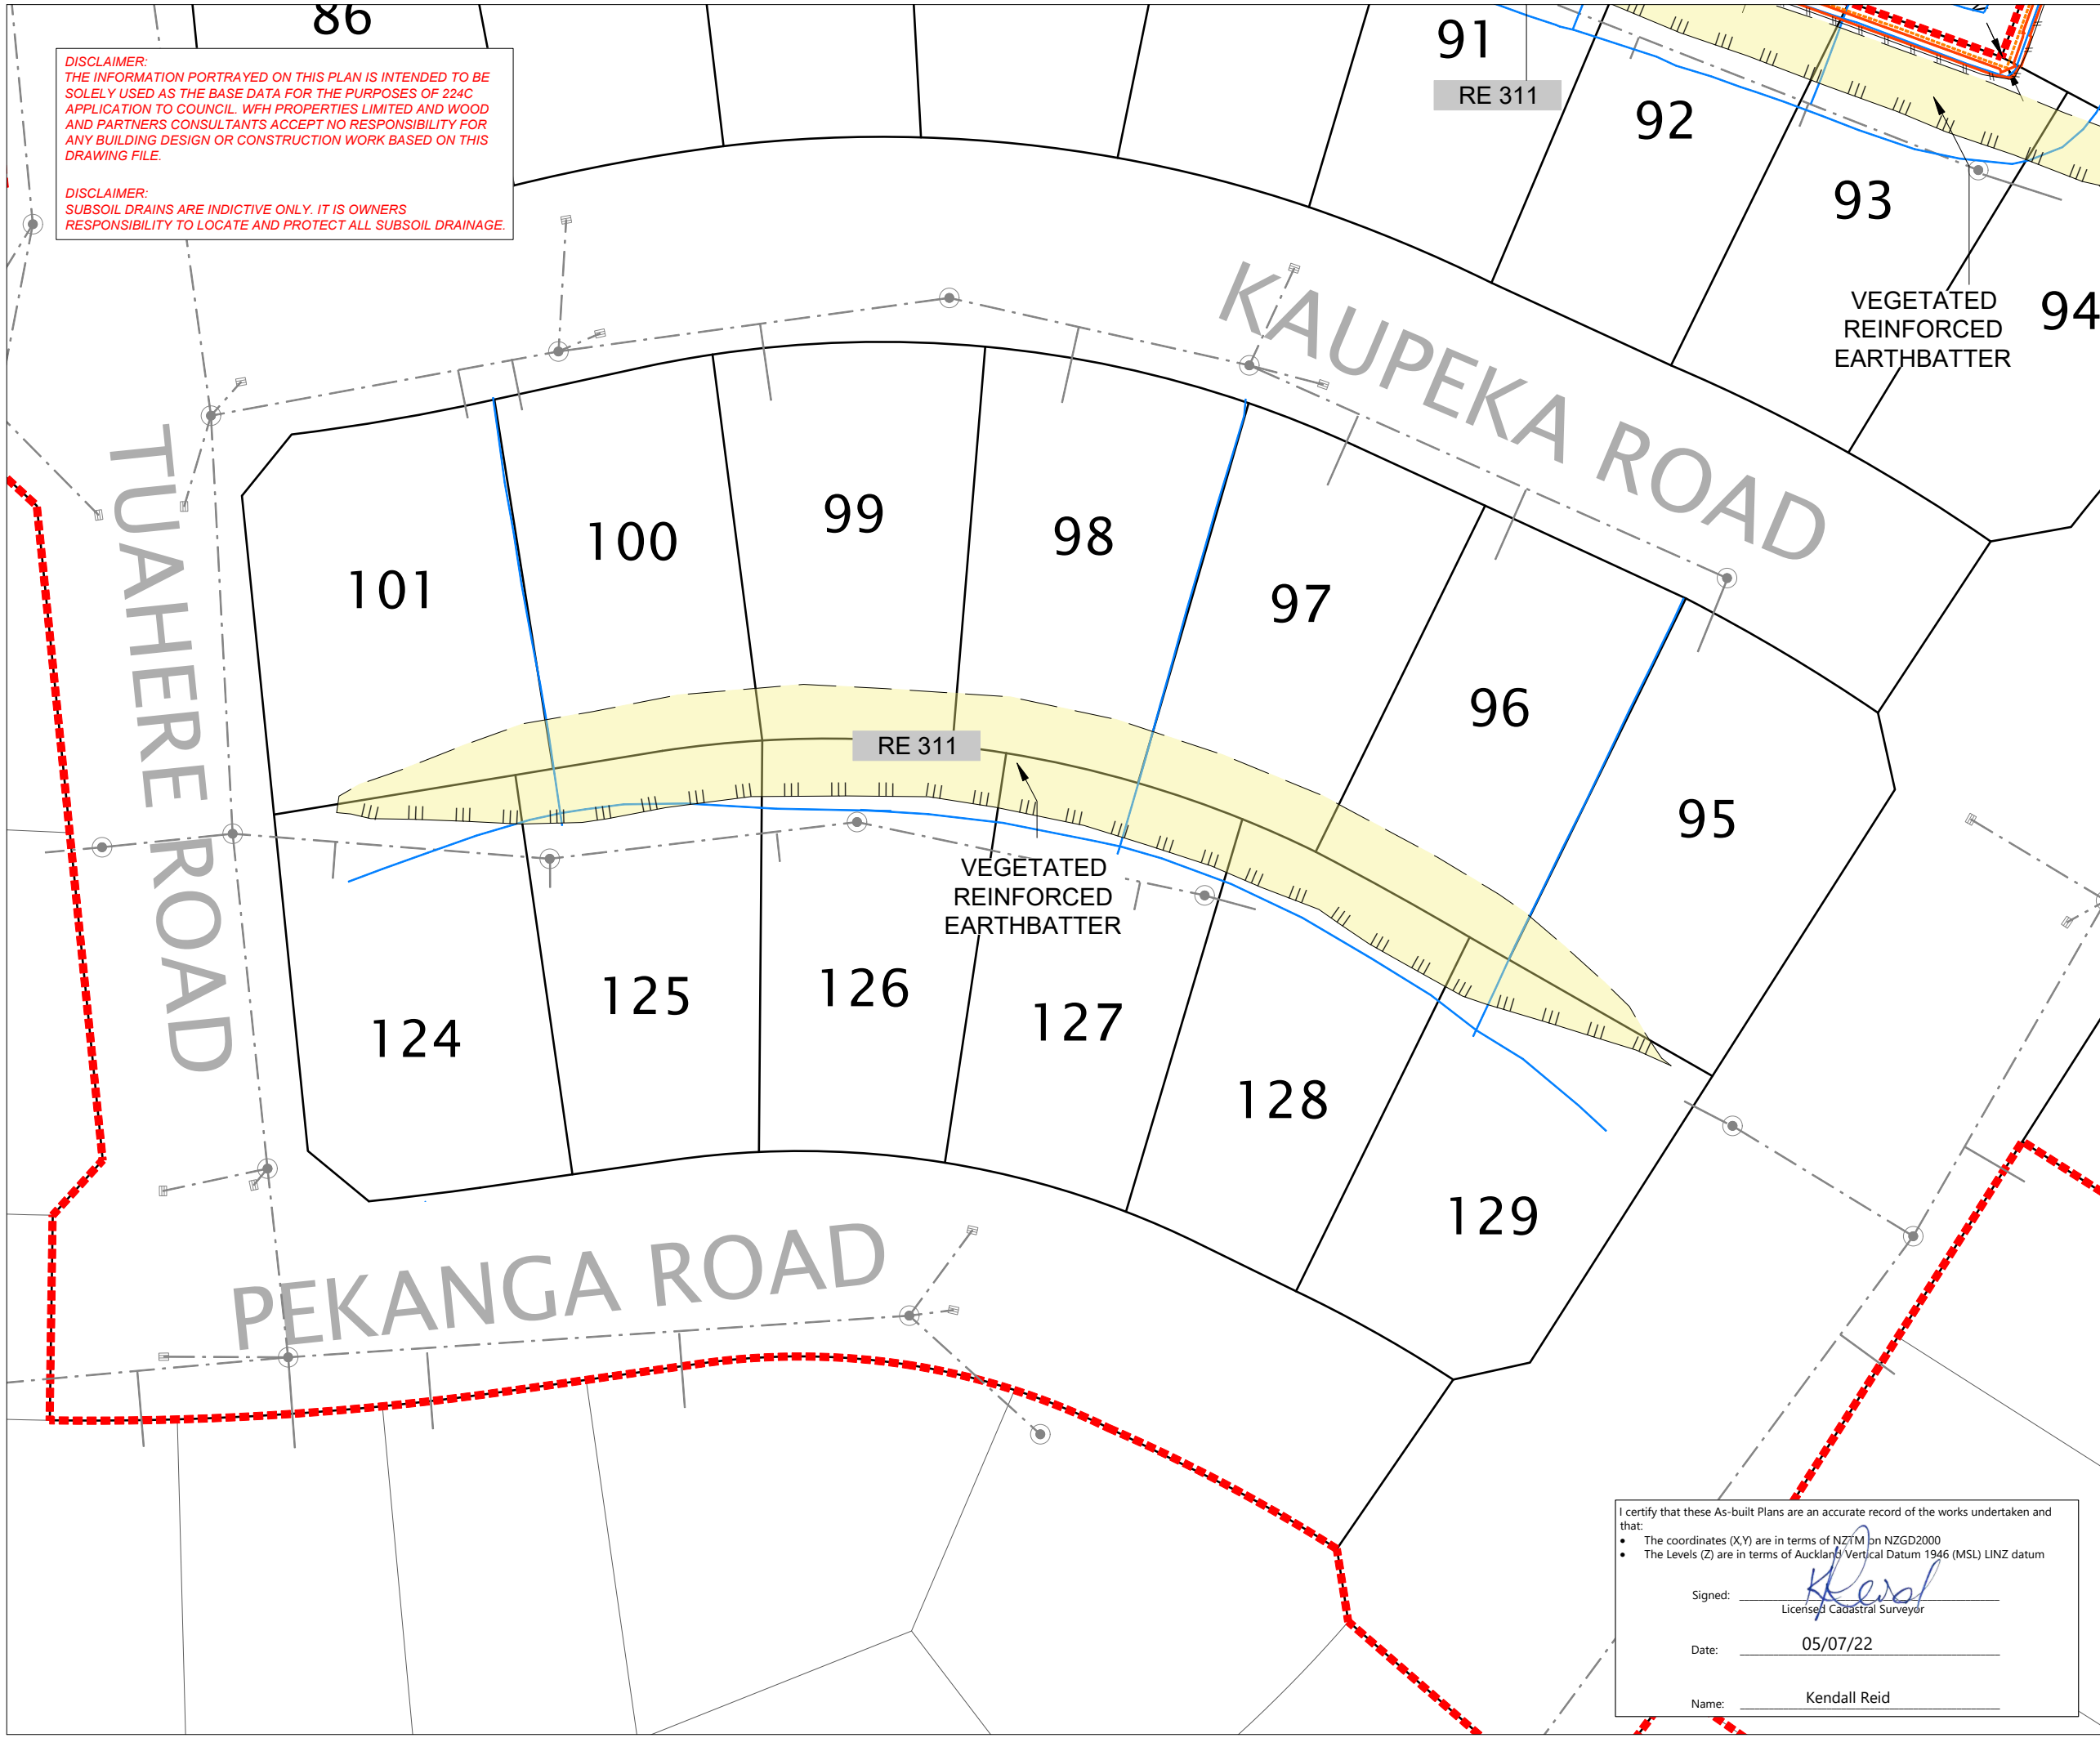 86
DISCLAIMER:
THE INFORMATION PORTRAYED ON THIS PLAN IS INTENDED TO BE
SOLELY USED AS THE BASE DATA FOR THE PURPOSES OF 224C
APPLICATION TO COUNCIL. WFH PROPERTIES LIMITED AND WOOD
AND PARTNERS CONSULTANTS ACCEPT NO RESPONSIBILITY FOR
ANY BUILDING DESIGN OR CONSTRUCTION WORK BASED ON THIS
DRAWING FILE.
DISCLAIMER:
SUBSOIL DRAINS ARE INDICTIVE ONLY. IT IS OWNERS
RESPONSIBILITY TO LOCATE AND PROTECT ALL SUBSOIL DRAINAGE.
91
RE 311
92
93
94
VEGETATED
REINFORCED
EARTHBATTER
KAUPEKA ROAD
TUAHERE ROAD
101
100
99
98
97
96
95
RE 311
VEGETATED
REINFORCED
EARTHBATTER
124
125
126
127
128
129
PEKANGA ROAD
I certify that these As-built Plans are an accurate record of the works undertaken and
that:
• The coordinates (X,Y) are in terms of NZTM on NZGD2000
• The Levels (Z) are in terms of Auckland Vertical Datum 1946 (MSL) LINZ datum
Signed:
Licensed Cadastral Surveyor
Date: 05/07/22
Name: Kendall Reid